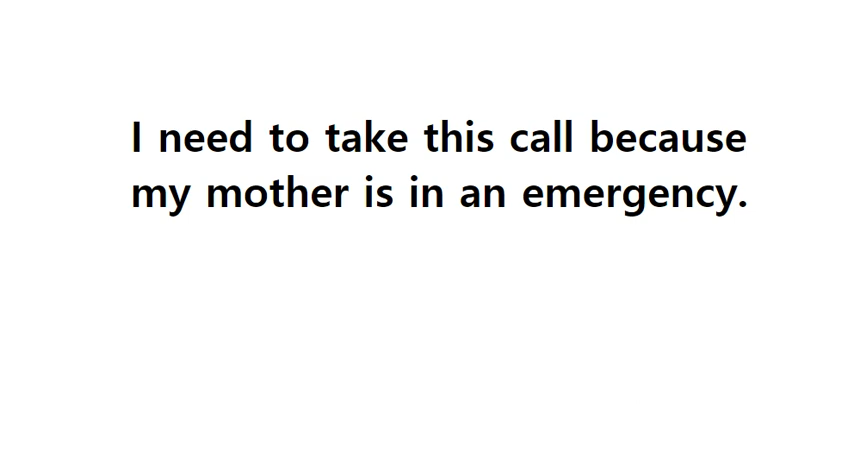 I need to take this call because
my mother is in an emergency.